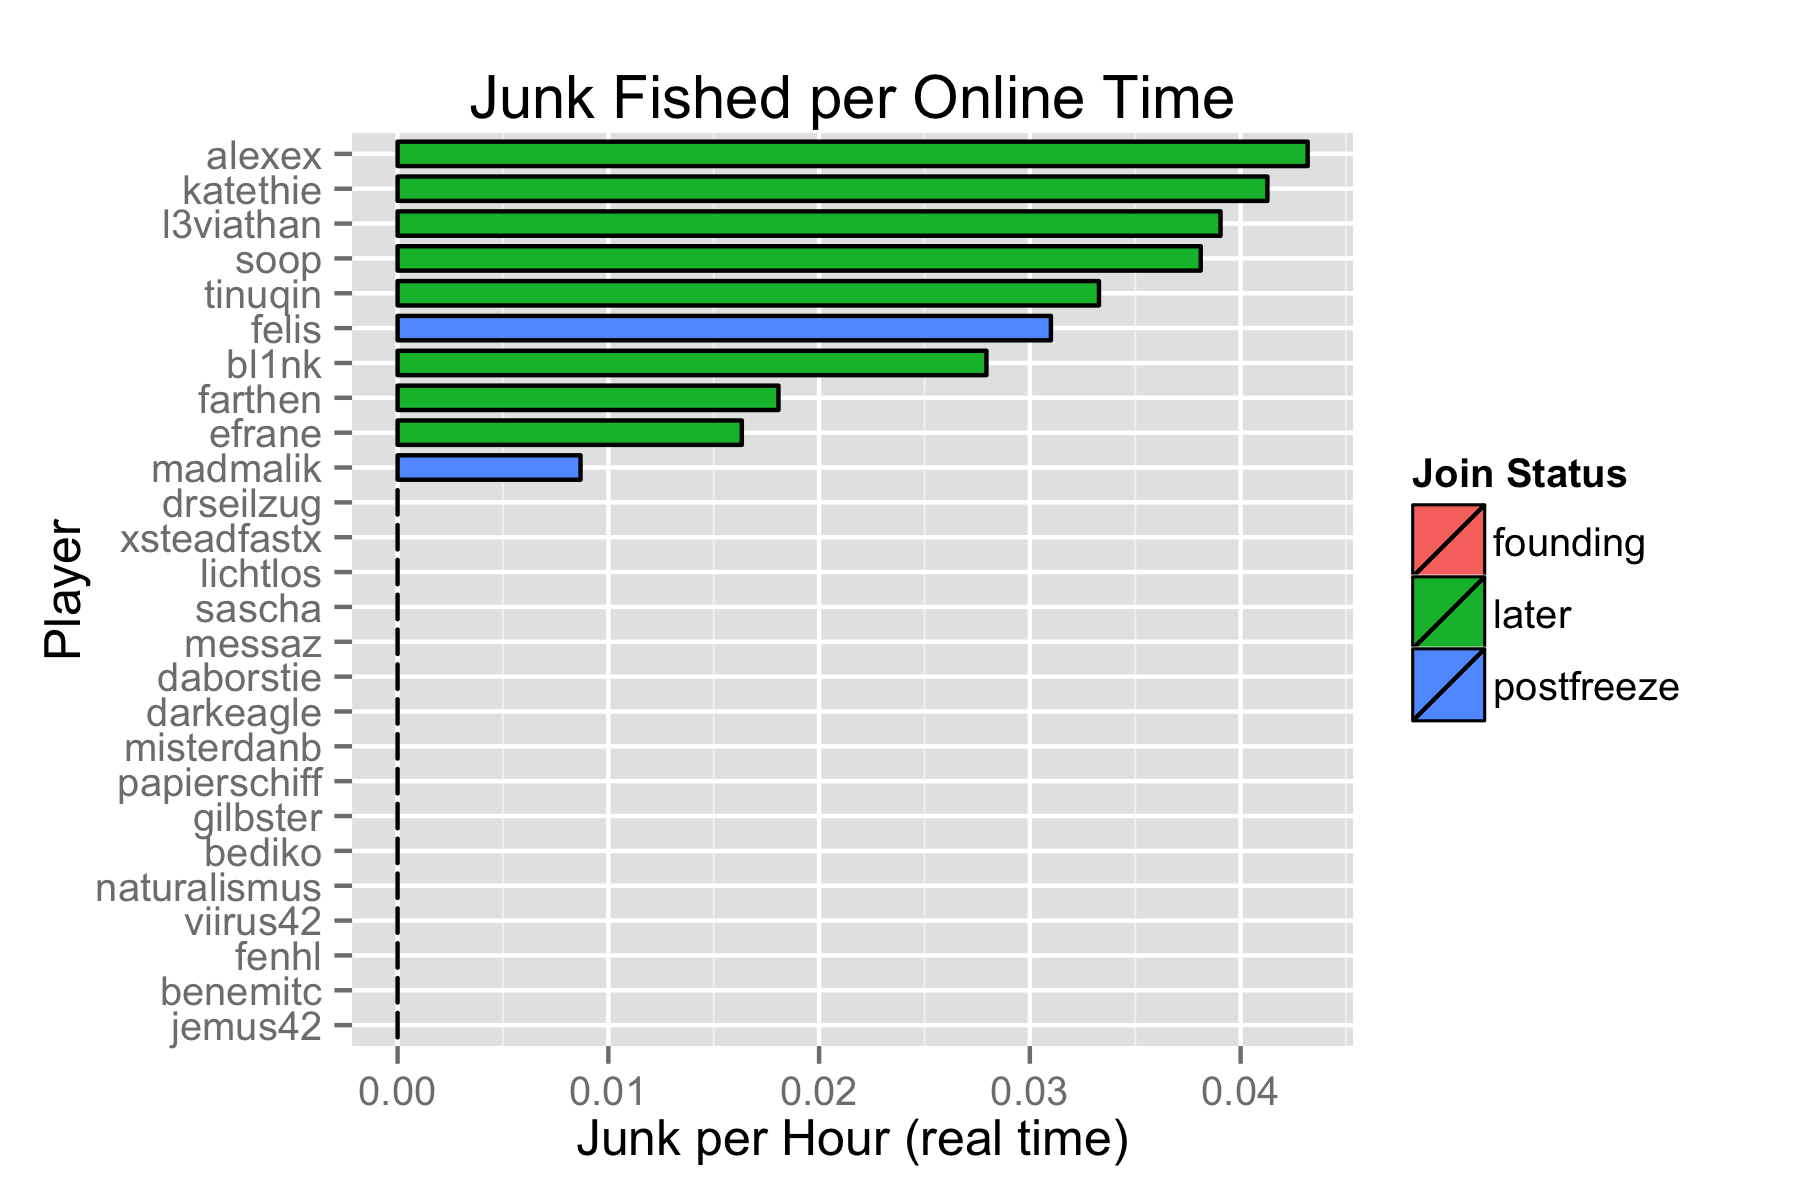 Junk Fished per Online Time
alexex
katethie
l3viathan
soop
tinuqin
felis
bl1nk
farthen
efrane
madmalik
drseilzug
xsteadfastx
lichtlos
sascha
messaz
daborstie
darkeagle
misterdanb
papierschiff
gilbster
bediko
naturalismus
viirus42
fenhl
benemitc
jemus42
Player
0.00 0.01 0.02 0.03 0.04
Junk per Hour (real time)
Join Status
founding
later
postfreeze